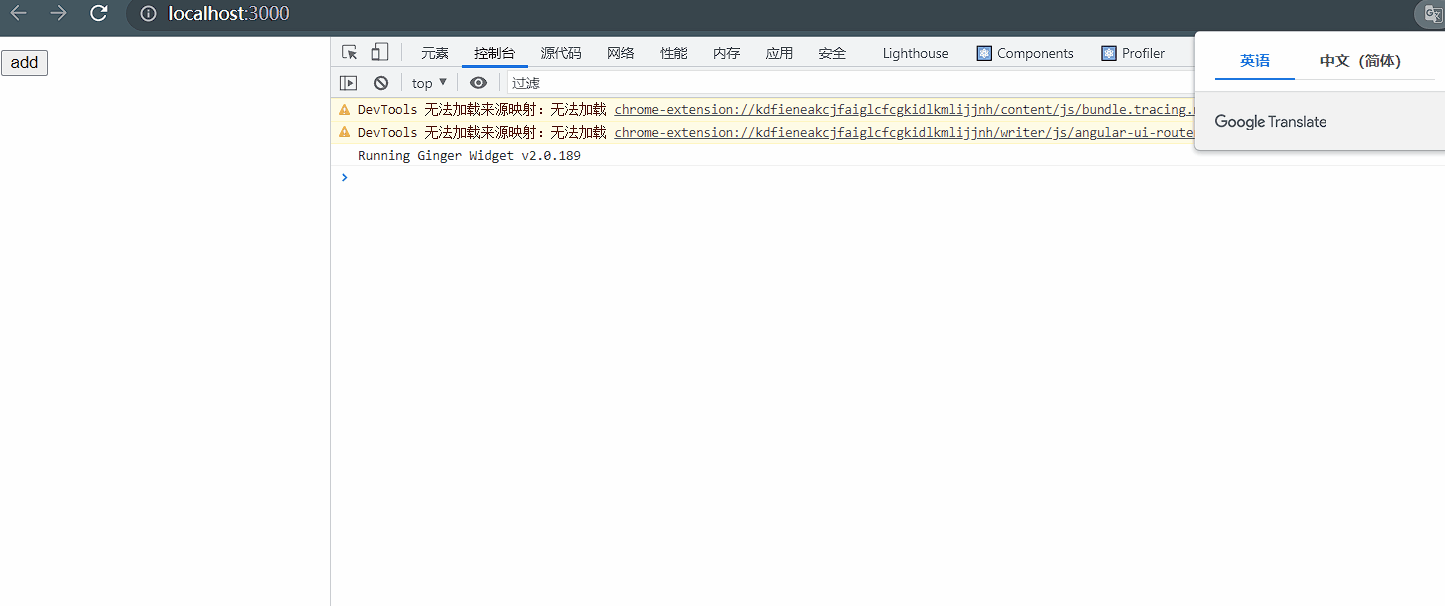 localhost:3000
add
元素 控制台 源代码 网络 性能 内存 应用 安全 Lighthouse Components Profiler
top ▼ 过滤
DevTools 无法加载来源映射：无法加载 chrome-extension://kdfieneakcjfaiglcfcgkidlkmlijjnh/content/js/bundle.tracing.
DevTools 无法加载来源映射：无法加载 chrome-extension://kdfieneakcjfaiglcfcgkidlkmlijjnh/writer/js/angular-ui-route
Running Ginger Widget v2.0.189
英语 中文（简体）
Google Translate